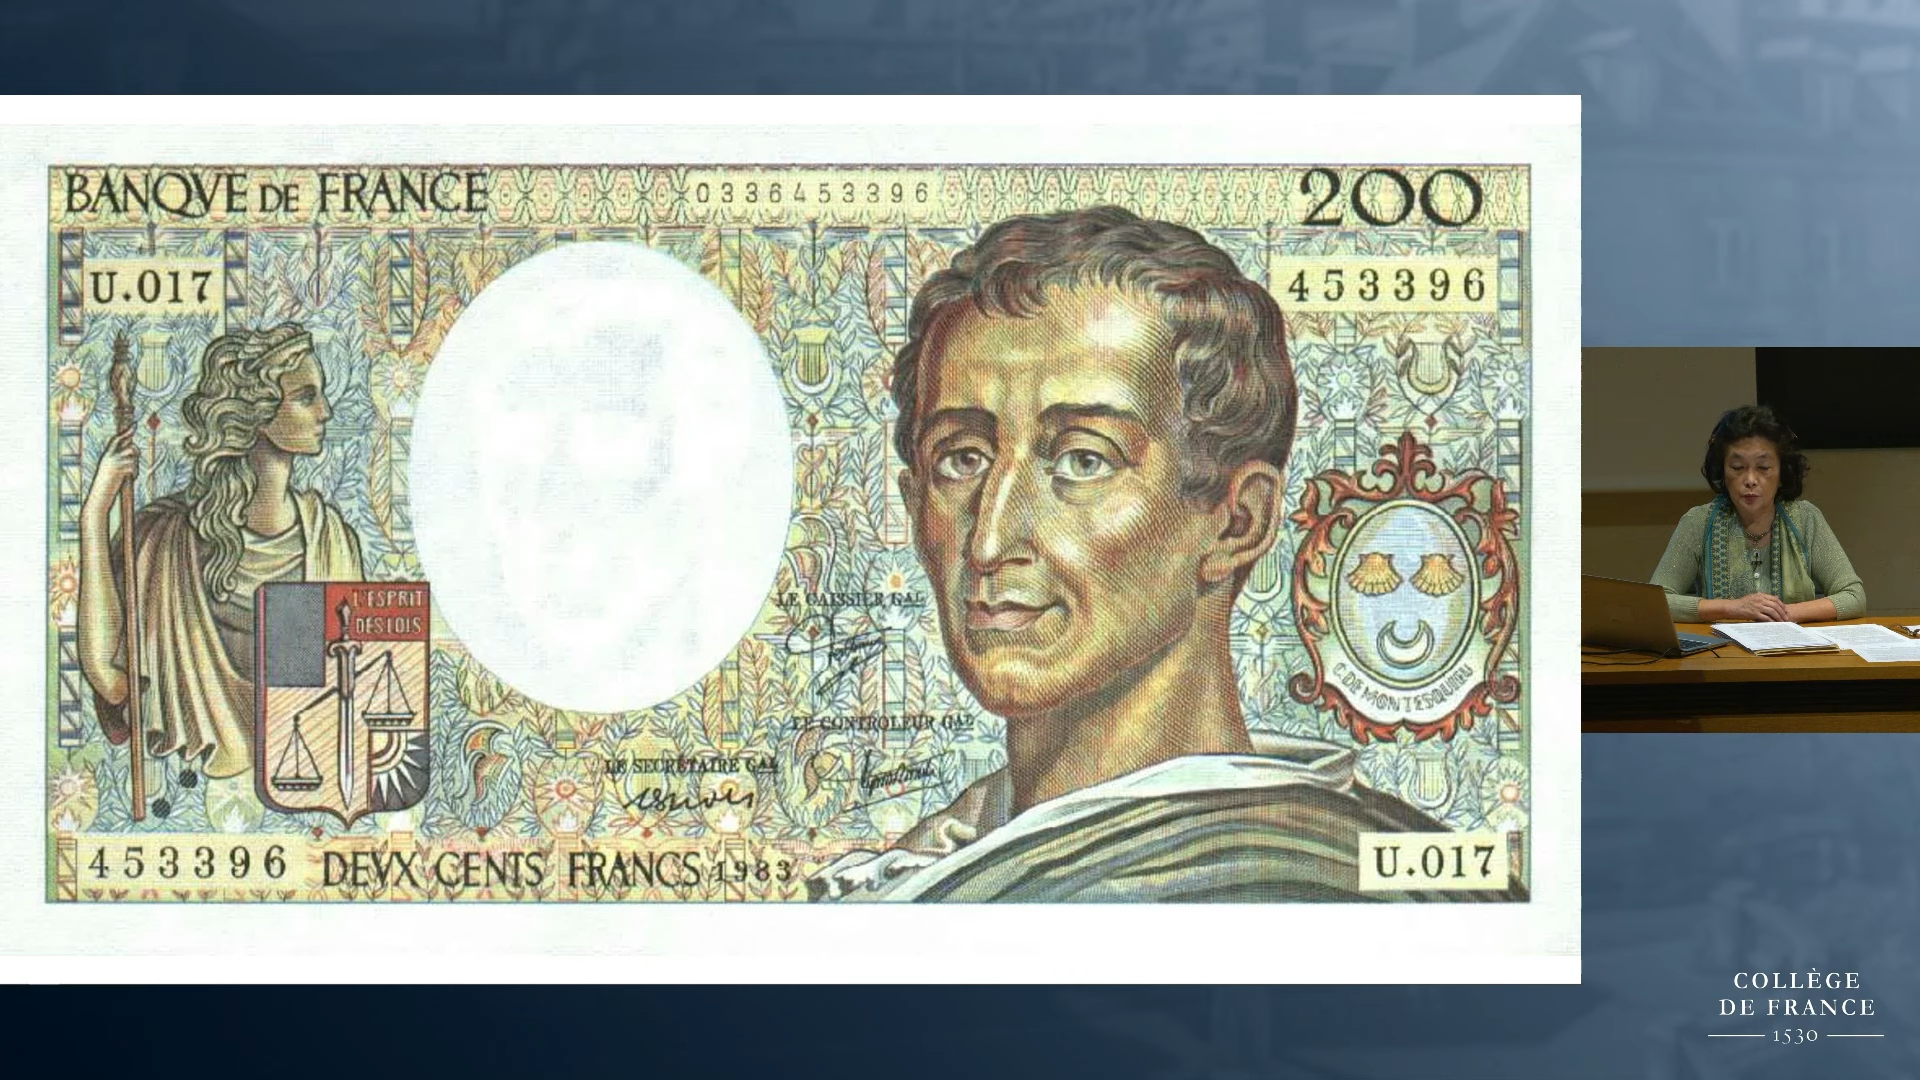 BANQVE DE FRANCE
0336453396
200
U.017
453396
L'ESPRIT
DES LOIS
LE CAISSIER GAL
C. DE MONTESQUIEU
LE CONTROLEUR GAL
LE SECRÉTAIRE GAL
453396
DEVX CENTS FRANCS 1983
U.017
COLLÈGE
DE FRANCE
1530